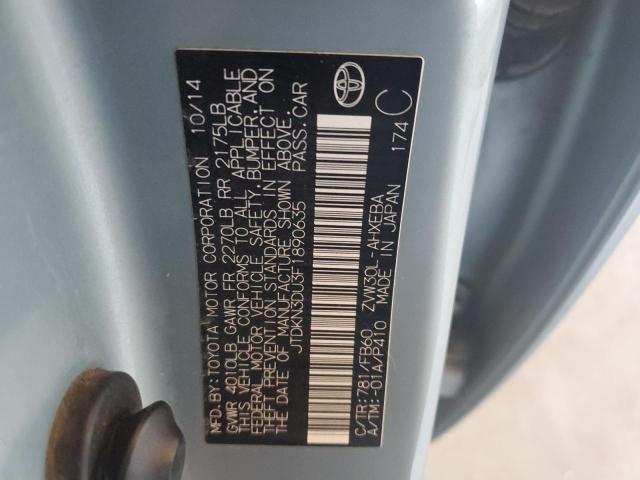 MFD.BY:TOYOTA MOTOR CORPORATION 10/14
GVWR 4010LB GAWR FR 2270LB RR 2175LB
THIS VEHICLE CONFORMS TO ALL APPLICABLE
FEDERAL MOTOR VEHICLE SAFETY,BUMPER,AND
THEFT PREVENTION STANDARDS IN EFFECT ON
THE DATE OF MANUFACTURE SHOWN ABOVE.
JTDKN3DU3F1890635 PASS.CAR
C/TR:781/FB60 ZVW30L-AHXEBA
A/TM:-01A/P410 MADE IN JAPAN 174 C